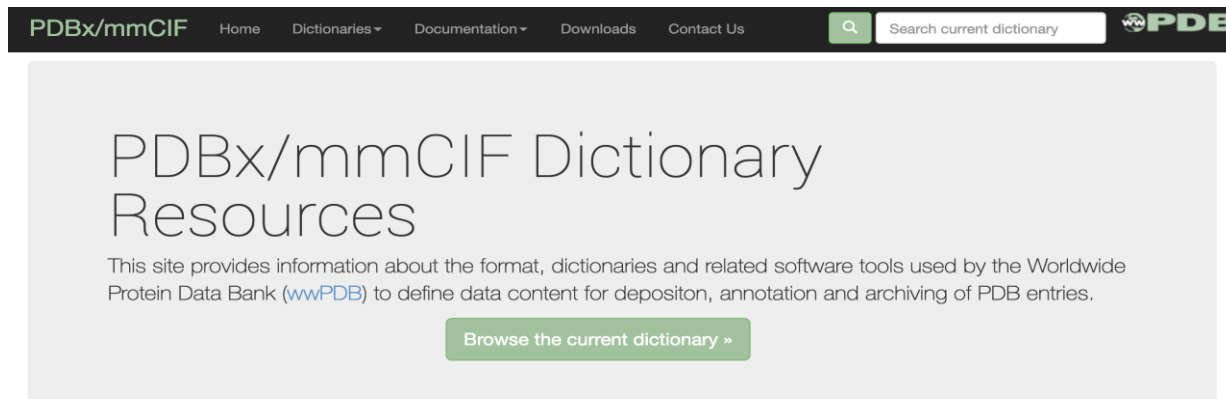 PDBx/mmCIF Home Dictionaries Documentation Downloads Contact Us Search current dictionary PDB
PDBx/mmCIF Dictionary
Resources
This site provides information about the format, dictionaries and related software tools used by the Worldwide
Protein Data Bank (wwPDB) to define data content for depositon, annotation and archiving of PDB entries.
Browse the current dictionary »